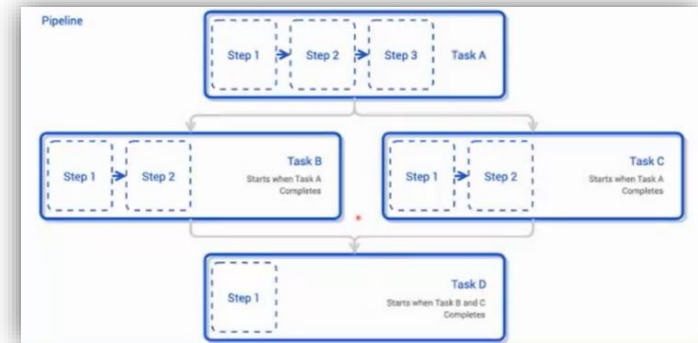 Pipeline
Step 1
Step 2
Step 3
Task A
Step 1
Step 2
Task B
Starts when Task A
Completes
Step 1
Step 2
Task C
Starts when Task A
Completes
Step 1
Task D
Starts when Task B and C
Completes